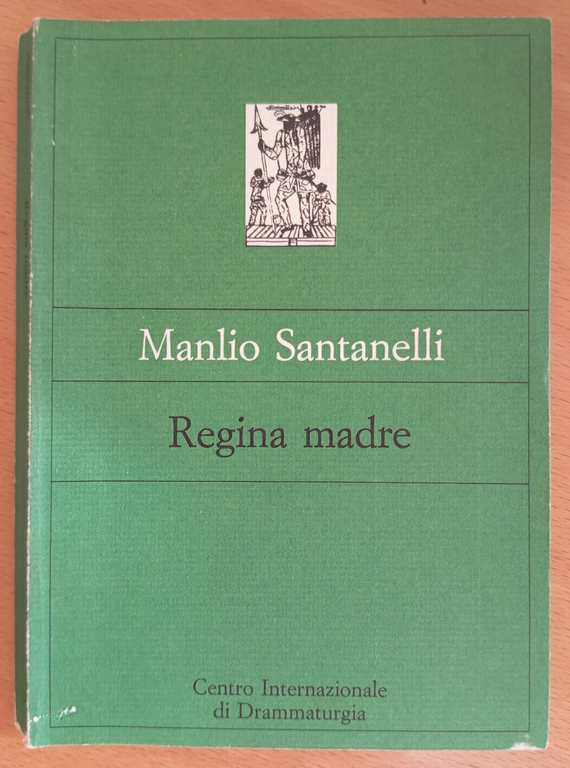 Manlio Santanelli
Regina madre
Centro Internazionale
di Drammaturgia